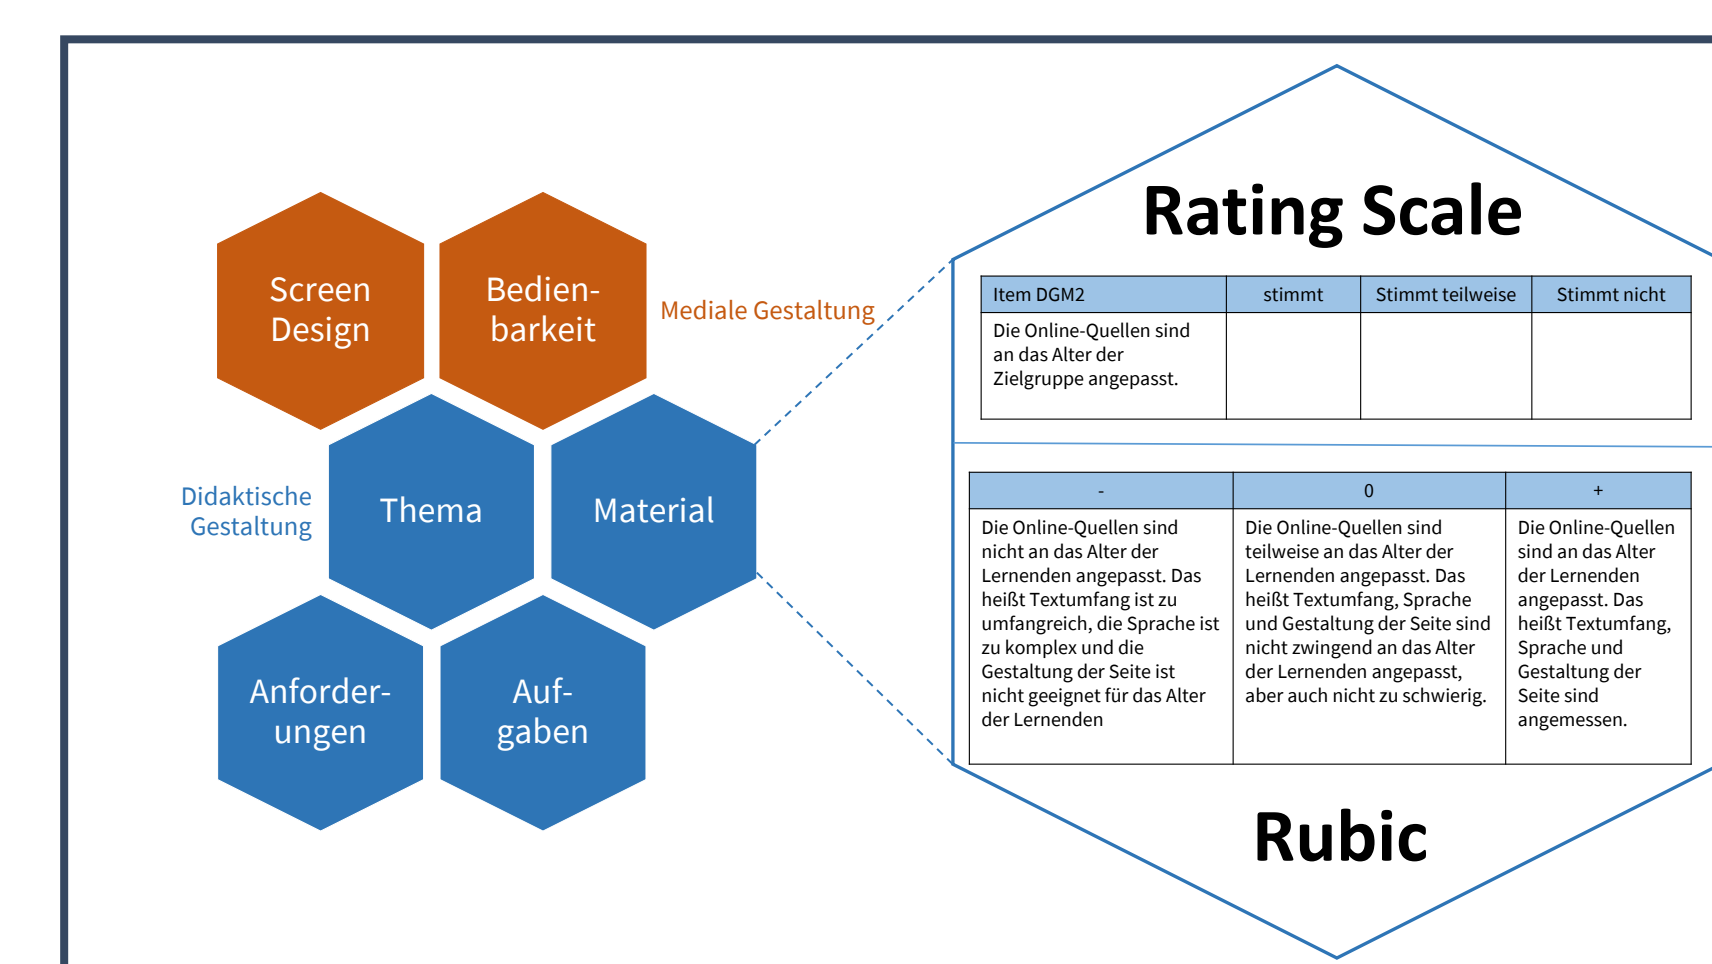 Screen
Design
Bedien-
barkeit
Mediale Gestaltung
Didaktische
Gestaltung
Thema
Material
Anforder-
ungen
Auf-
gaben
Rating Scale
Item DGM2 stimmt Stimmt teilweise Stimmt nicht
Die Online-Quellen sind
an das Alter der
Zielgruppe angepasst.
- 0 +
Die Online-Quellen sind
nicht an das Alter der
Lernenden angepasst. Das
heißt Textumfang ist zu
umfangreich, die Sprache ist
zu komplex und die
Gestaltung der Seite ist
nicht geeignet für das Alter
der Lernenden
Die Online-Quellen sind
teilweise an das Alter der
Lernenden angepasst. Das
heißt Textumfang, Sprache
und Gestaltung der Seite sind
nicht zwingend an das Alter
der Lernenden angepasst,
aber auch nicht zu schwierig.
Die Online-Quellen
sind an das Alter
der Lernenden
angepasst. Das
heißt Textumfang,
Sprache und
Gestaltung der
Seite sind
angemessen.
Rubic